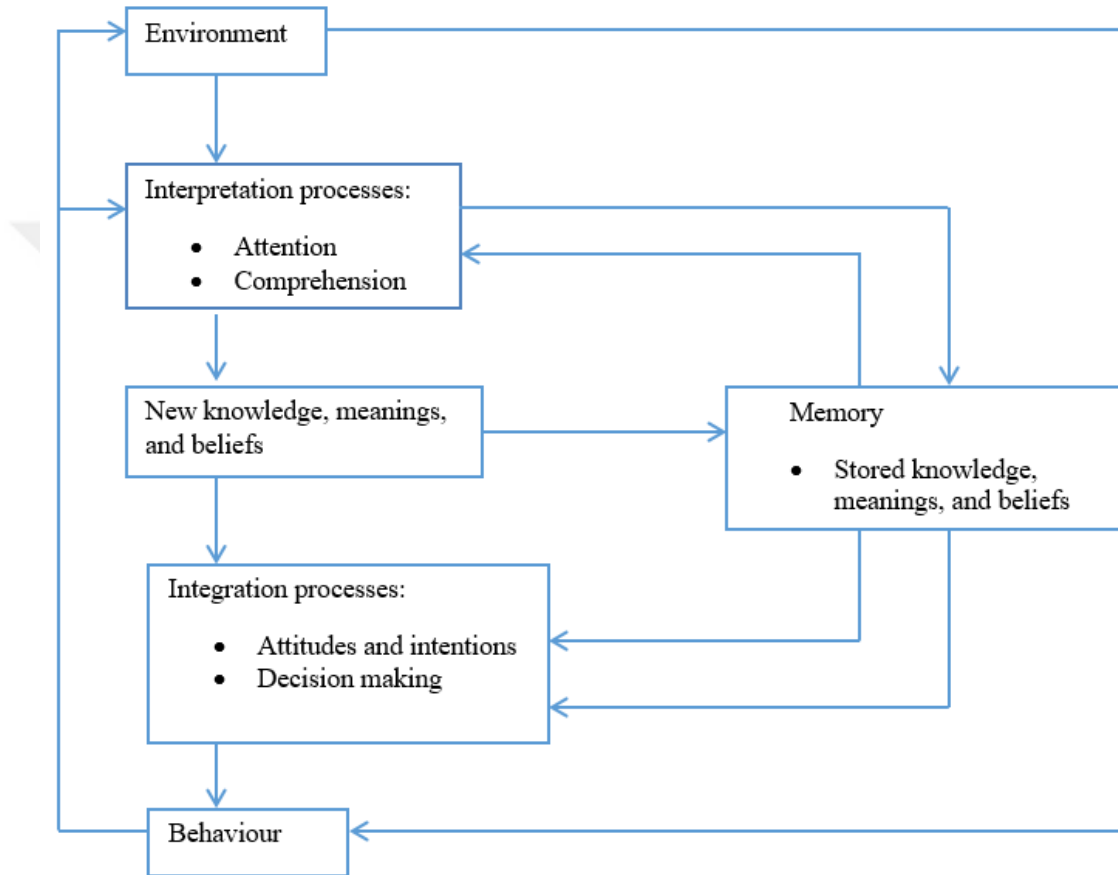 Environment
Interpretation processes:
• Attention
• Comprehension
New knowledge, meanings,
and beliefs
Memory
• Stored knowledge,
meanings, and beliefs
Integration processes:
• Attitudes and intentions
• Decision making
Behaviour